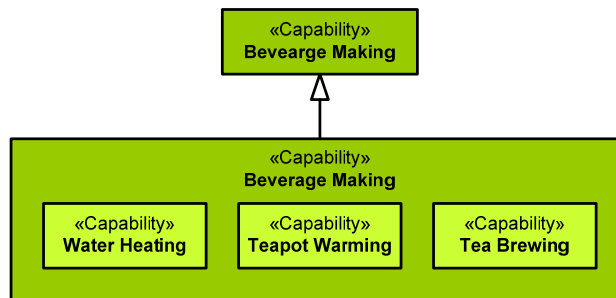 «Capability»
Bevearge Making
«Capability»
Beverage Making
«Capability» «Capability» «Capability»
Water Heating Teapot Warming Tea Brewing